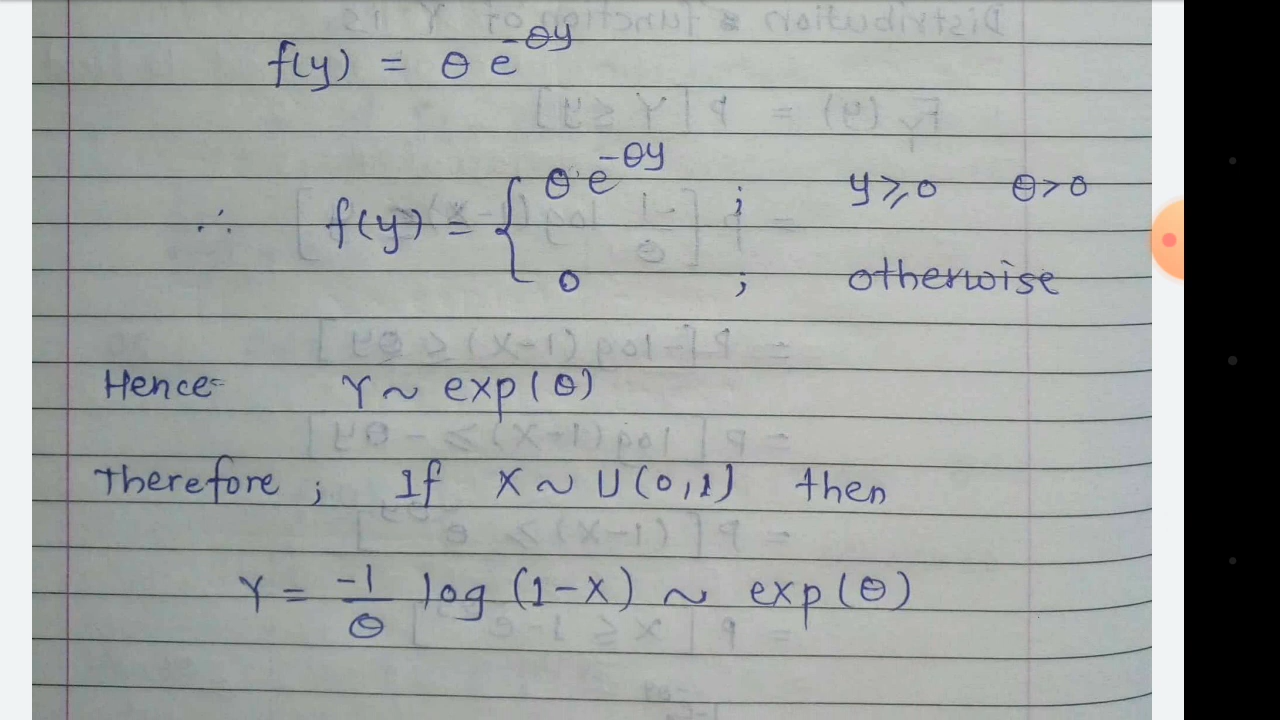 f(y) = θ e^{-θy}
∴ f(y) = { θ·e^{-θy} ; y ≥ 0 θ > 0
0 ; otherwise
Hence Y ~ exp(θ)
Therefore ; If X ~ U(0,1) then
Y = -1/θ log (1-X) ~ exp(θ)